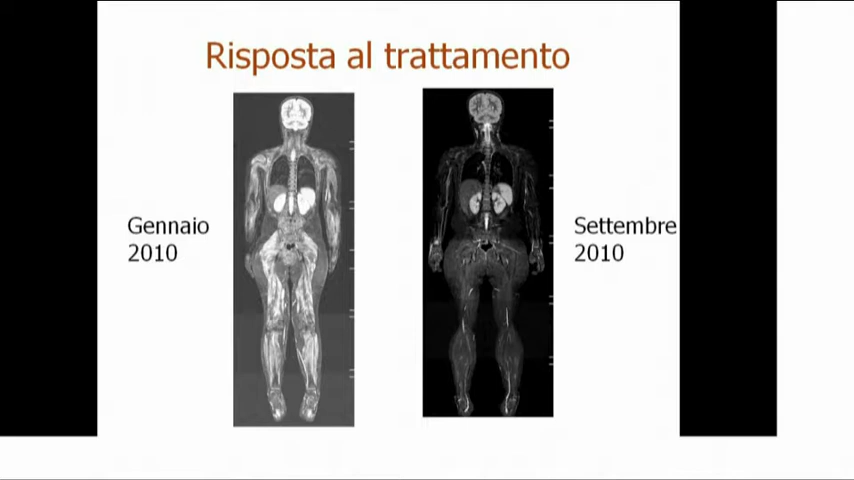 Risposta al trattamento
Gennaio
2010
Settembre
2010